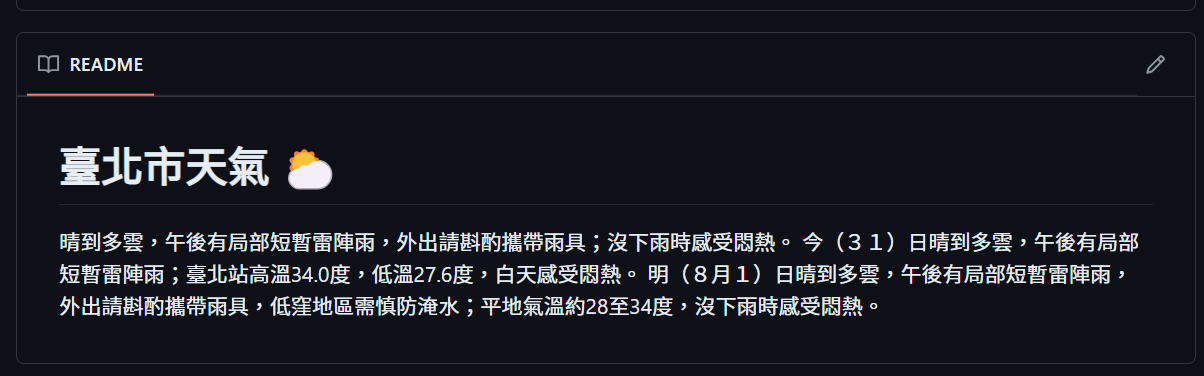 README
臺北市天氣 🌥️
晴到多雲，午後有局部短暫雷陣雨，外出請斟酌攜帶雨具；沒下雨時感受悶熱。 今（３１）日晴到多雲，午後有局部
短暫雷陣雨；臺北站高溫34.0度，低溫27.6度，白天感受悶熱。 明（８月１）日晴到多雲，午後有局部短暫雷陣雨，
外出請斟酌攜帶雨具，低窪地區需慎防淹水；平地氣溫約28至34度，沒下雨時感受悶熱。